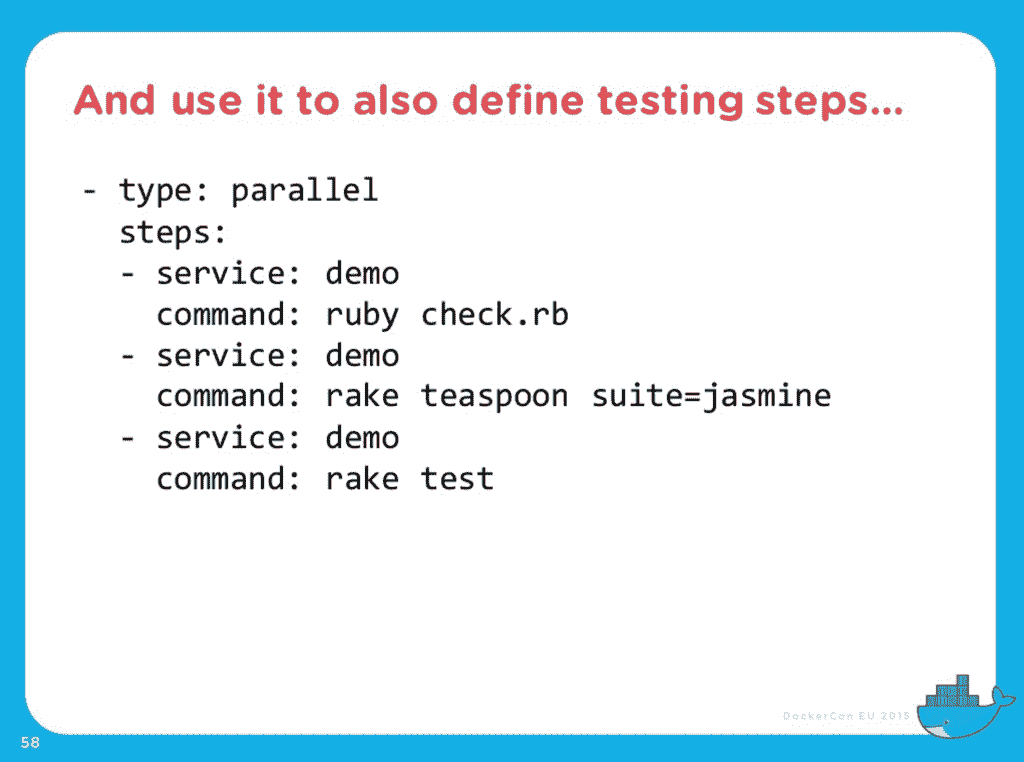 And use it to also define testing steps...
- type: parallel
steps:
- service: demo
command: ruby check.rb
- service: demo
command: rake teaspoon suite=jasmine
- service: demo
command: rake test
DockerCon EU 2015
58